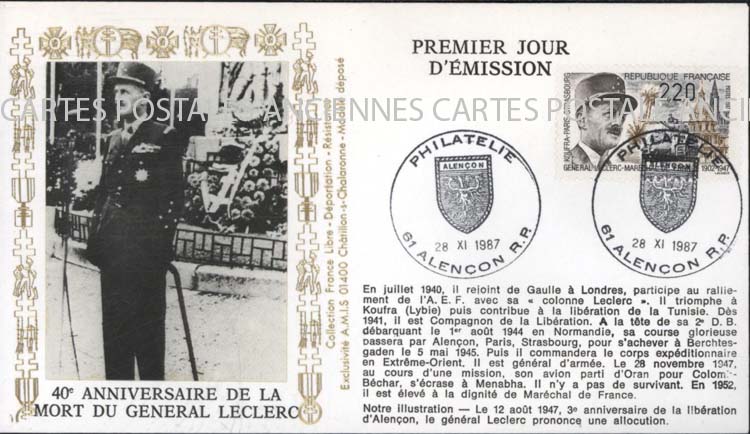 PREMIER JOUR
D'ÉMISSION
CARTES POSTALES ANCIENNES CARTES POSTALES ANCI
RÉPUBLIQUE FRANÇAISE
2,20
KOUFRA-PARIS-STRASBOURG
GÉNÉRAL LECLERC-MARÉCHAL 1902-1947
PHILATELIE
ALENÇON
28 XI 1987
61 ALENCON R.P.
PHILATELIE
ALENÇON
28 XI 1987
61 ALENCON R.P.
Collection France Libre - Déportation - Résistance
Exclusivité A.M.I.S 01400 Châtillon-s-Chalaronne - Modèle déposé
40e ANNIVERSAIRE DE LA
MORT DU GENERAL LECLERC
En juillet 1940, il rejoint de Gaulle à Londres, participe au rallie-
ment de l'A.E.F. avec sa « colonne Leclerc ». Il triomphe à
Koufra (Lybie) puis contribue à la libération de la Tunisie. Dès
1941, il est Compagnon de la Libération. A la tête de sa 2e D.B.
débarquant le 1er août 1944 en Normandie, sa course glorieuse
passera par Alençon, Paris, Strasbourg, pour s'achever à Berchtes-
gaden le 5 mai 1945. Puis il commandera le corps expéditionnaire
en Extrême-Orient. Il est général d'armée. Le 28 novembre 1947,
au cours d'une mission, son avion parti d'Oran pour Colomb-
Béchar, s'écrase à Menabha. Il n'y a pas de survivant. En 1952,
il est élevé à la dignité de Maréchal de France.
Notre illustration — Le 12 août 1947, 3e anniversaire de la libération
d'Alençon, le général Leclerc prononce une allocution.